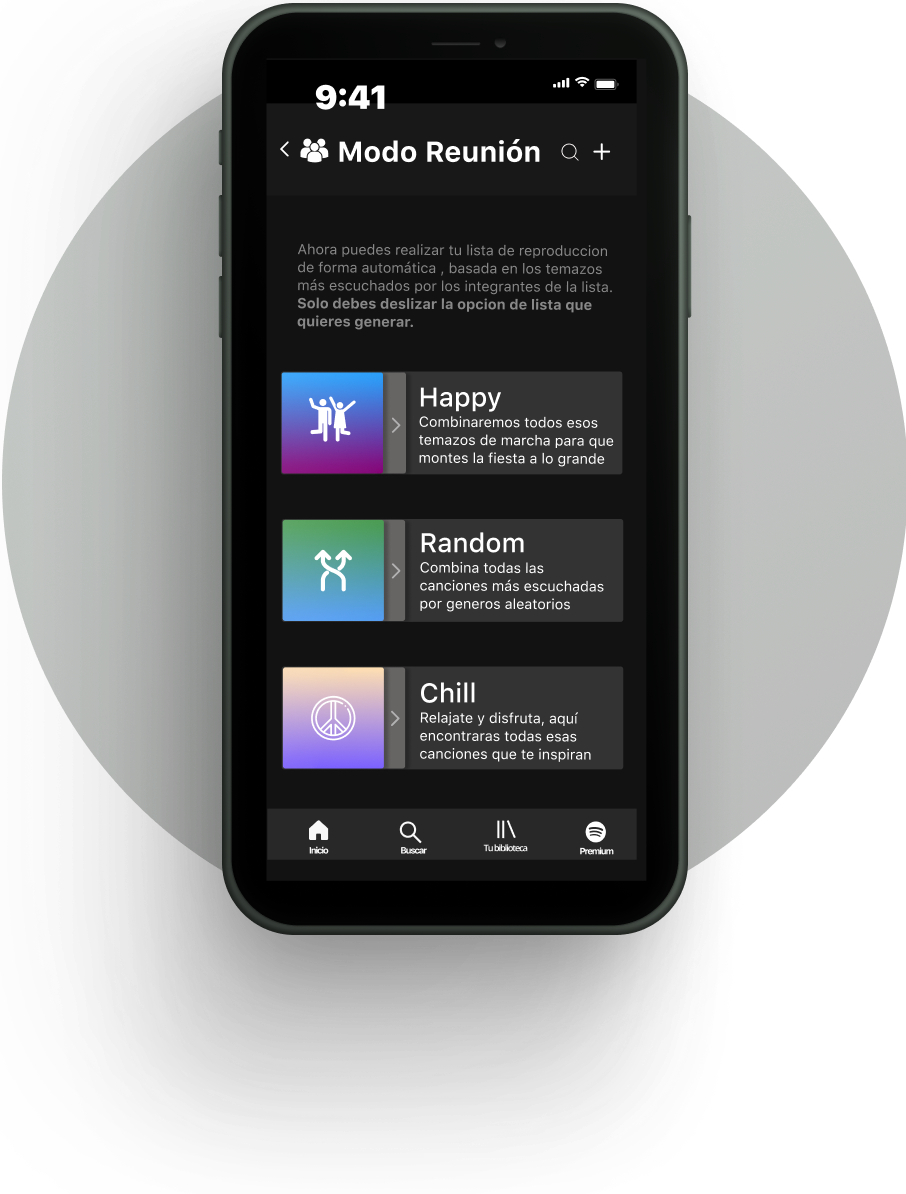 9:41
Modo Reunión
Ahora puedes realizar tu lista de reproduccion
de forma automática , basada en los temazos
más escuchados por los integrantes de la lista.
Solo debes deslizar la opcion de lista que
quieres generar.
Happy
Combinaremos todos esos
temazos de marcha para que
montes la fiesta a lo grande
Random
Combina todas las
canciones más escuchadas
por generos aleatorios
Chill
Relajate y disfruta, aquí
encontraras todas esas
canciones que te inspiran
Inicio
Buscar
Tu biblioteca
Premium